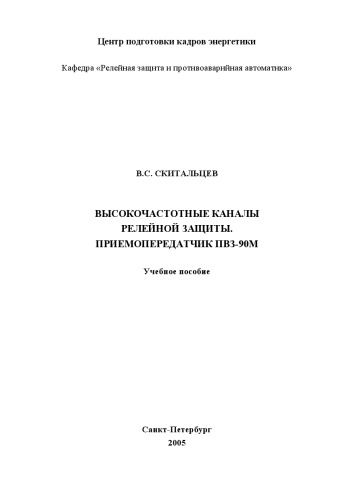 Центр подготовки кадров энергетики
Кафедра «Релейная защита и противоаварийная автоматика»
В.С. СКИТАЛЬЦЕВ
ВЫСОКОЧАСТОТНЫЕ КАНАЛЫ
РЕЛЕЙНОЙ ЗАЩИТЫ.
ПРИЕМОПЕРЕДАТЧИК ПВЗ-90М
Учебное пособие
Санкт-Петербург
2005